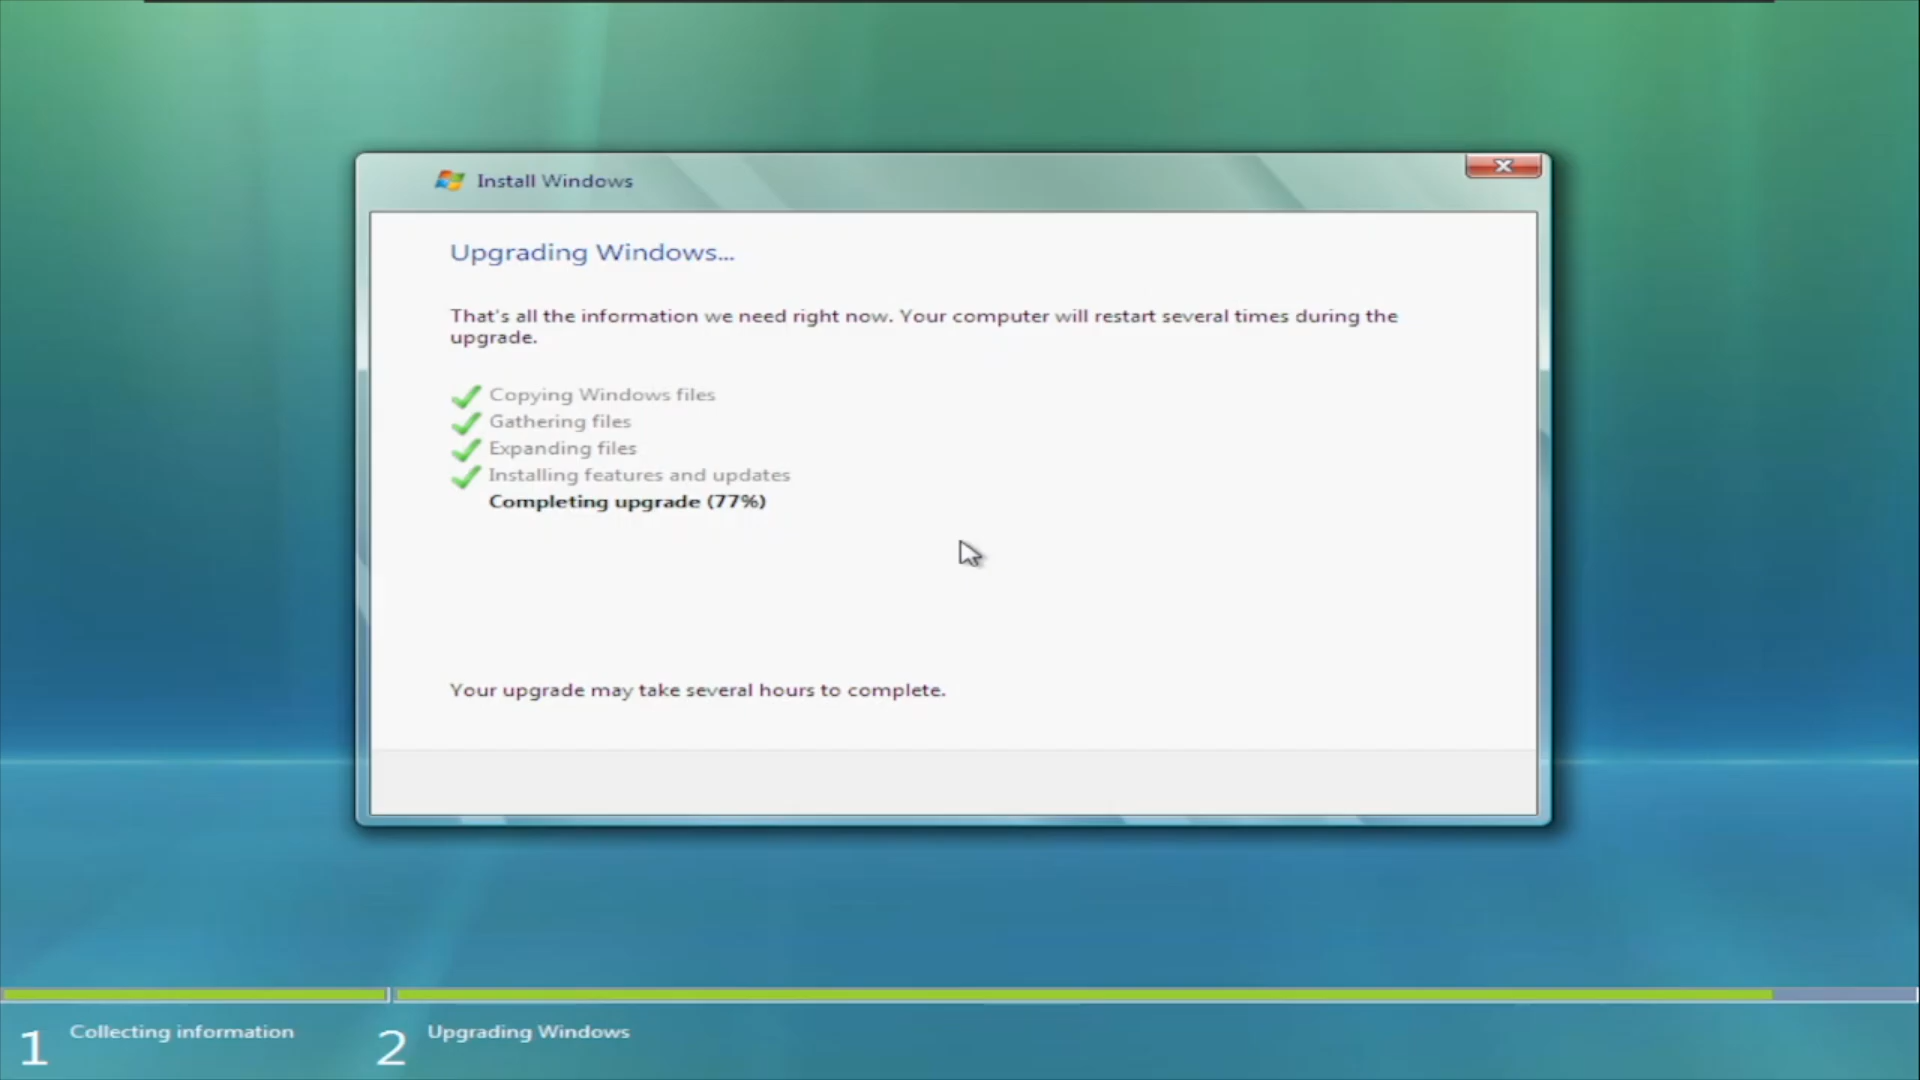 Install Windows
Upgrading Windows...
That's all the information we need right now. Your computer will restart several times during the
upgrade.
Copying Windows files
Gathering files
Expanding files
Installing features and updates
Completing upgrade (77%)
Your upgrade may take several hours to complete.
1 Collecting information
2 Upgrading Windows